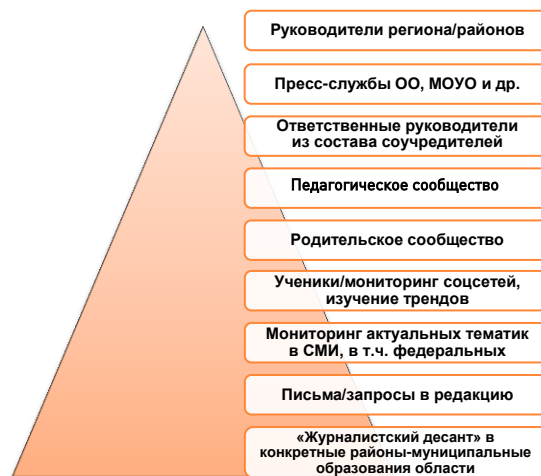 Руководители региона/районов
Пресс-службы ОО, МОУО и др.
Ответственные руководители
из состава соучредителей
Педагогическое сообщество
Родительское сообщество
Ученики/мониторинг соцсетей,
изучение трендов
Мониторинг актуальных тематик
в СМИ, в т.ч. федеральных
Письма/запросы в редакцию
«Журналистский десант» в
конкретные районы-муниципальные
образования области